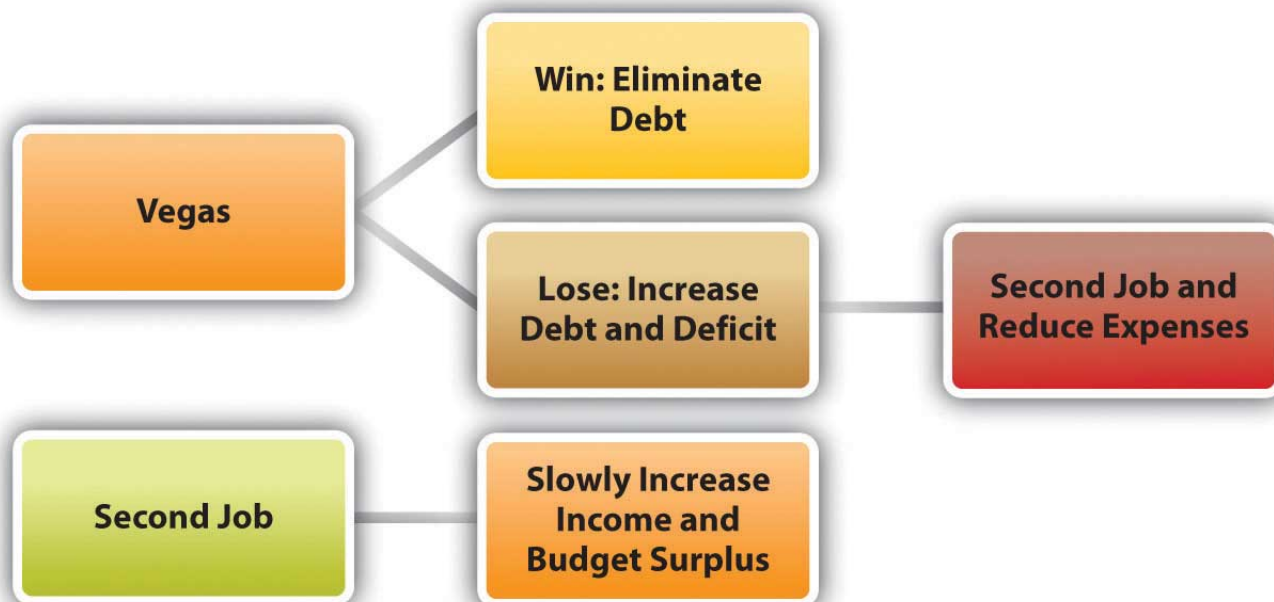 Win: Eliminate
Debt
Vegas
Lose: Increase
Debt and Deficit
Second Job and
Reduce Expenses
Second Job
Slowly Increase
Income and
Budget Surplus